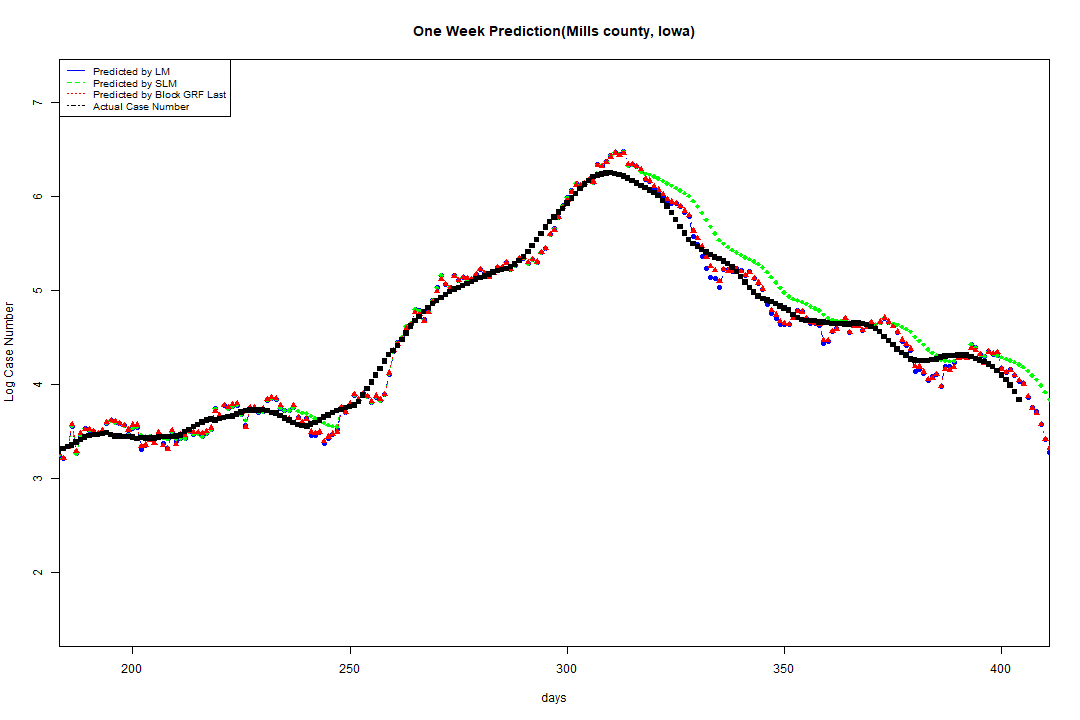 One Week Prediction(Mills county, Iowa)
Predicted by LM
Predicted by SLM
Predicted by Block GRF Last
Actual Case Number
7
6
5
4
3
2
Log Case Number
200 250 300 350 400
days